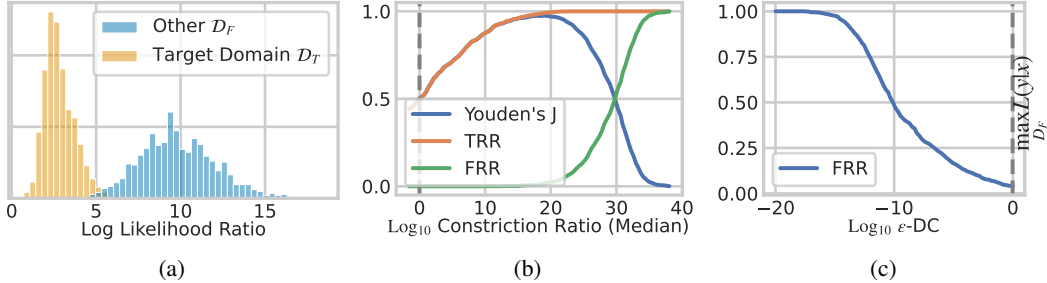 Other 𝒟_F
Target Domain 𝒟_T
0 5 10 15
Log Likelihood Ratio
(a)
1.0
0.5
0.0
Youden's J
TRR
FRR
0 10 20 30 40
Log₁₀ Constriction Ratio (Median)
(b)
1.00
0.75
0.50
0.25
0.00
FRR
−20 −10 0
Log₁₀ ε-DC
max L(y|x)
𝒟_F
(c)